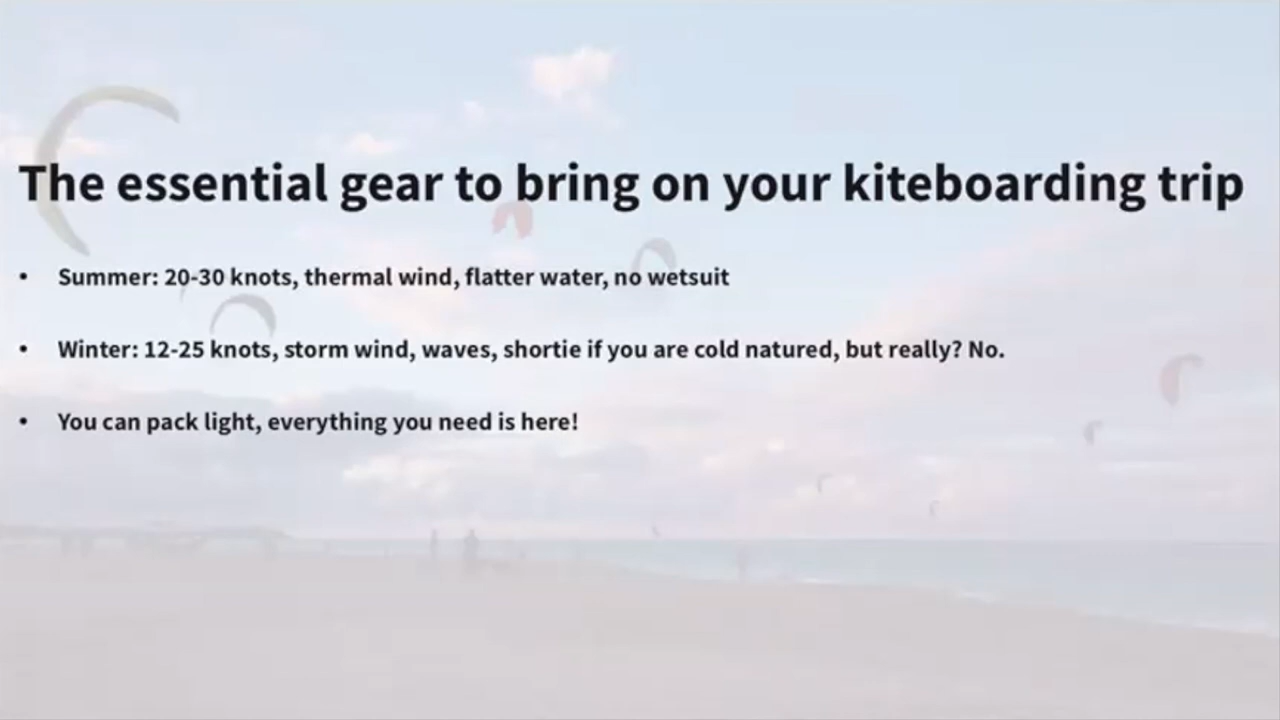 The essential gear to bring on your kiteboarding trip
• Summer: 20-30 knots, thermal wind, flatter water, no wetsuit
• Winter: 12-25 knots, storm wind, waves, shortie if you are cold natured, but really? No.
• You can pack light, everything you need is here!